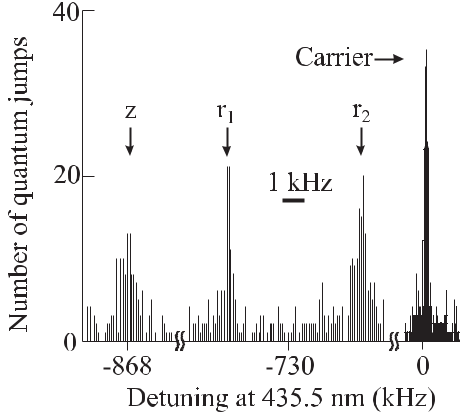 40
20
0
Number of quantum jumps
Carrier
z
r1
r2
1 kHz
-868
-730
0
Detuning at 435.5 nm (kHz)